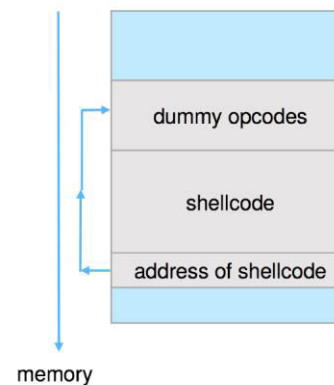 dummy opcodes
shellcode
address of shellcode
memory